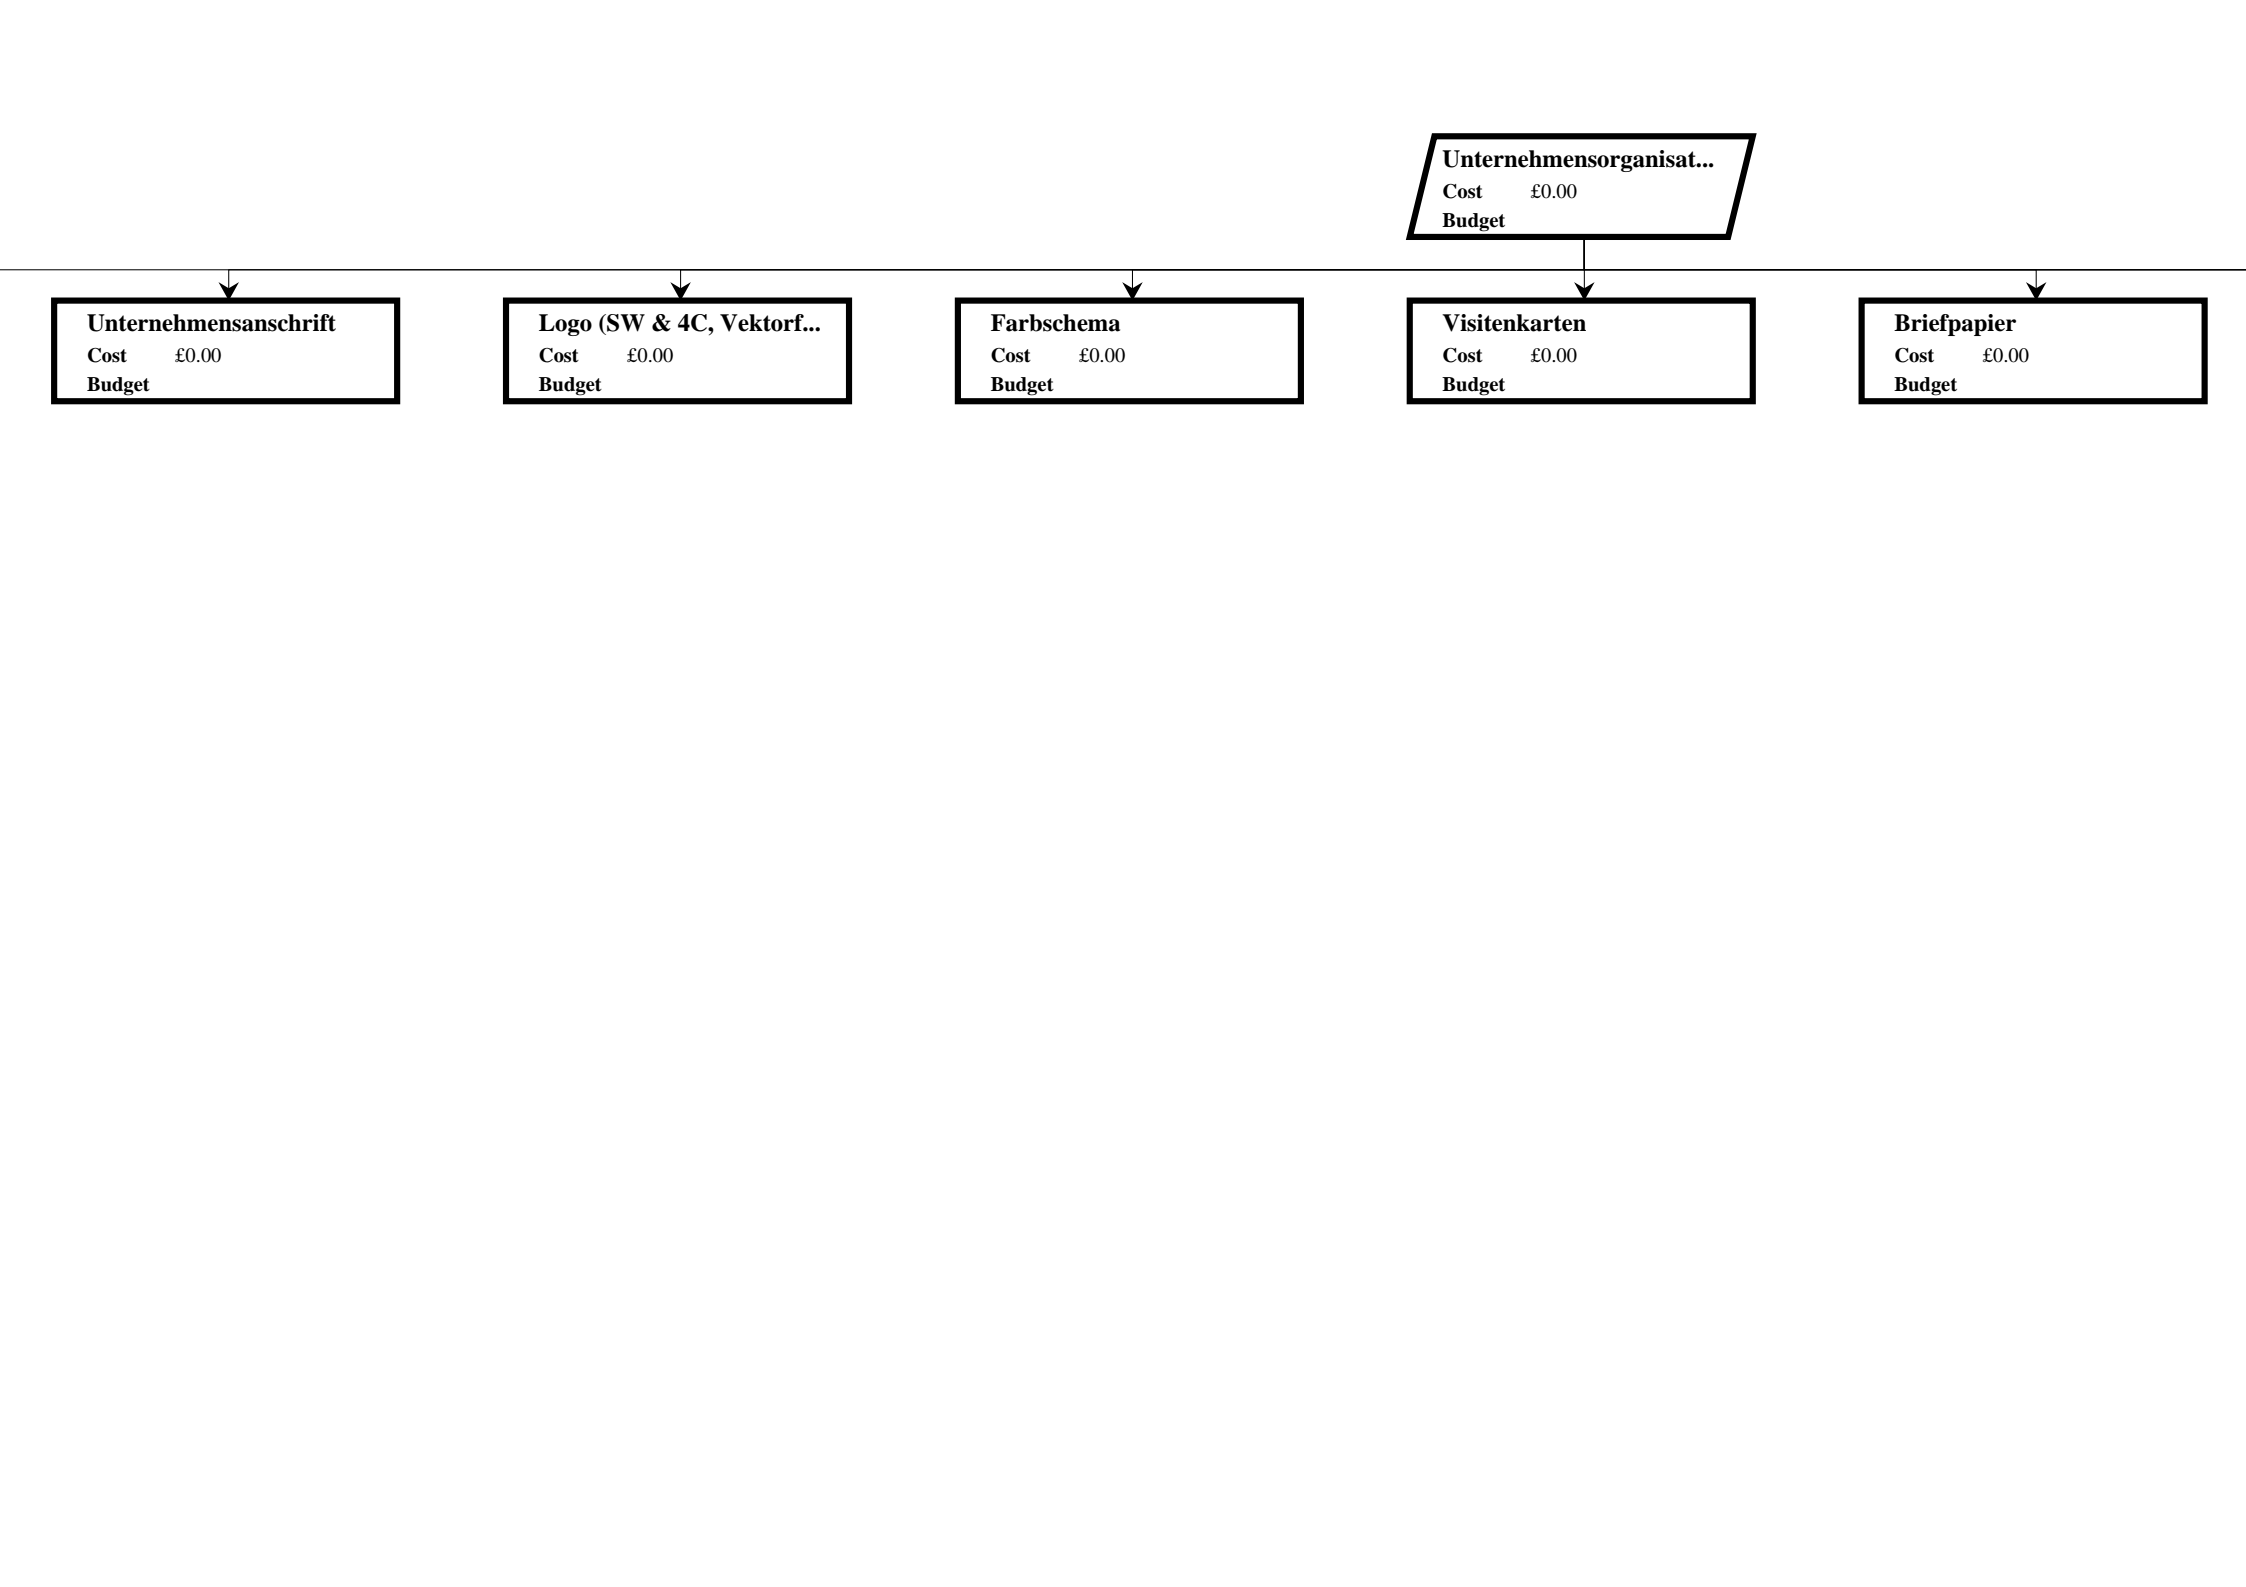 Unternehmensorganisat...
Cost £0.00
Budget
Unternehmensanschrift
Cost £0.00
Budget
Logo (SW & 4C, Vektorf...
Cost £0.00
Budget
Farbschema
Cost £0.00
Budget
Visitenkarten
Cost £0.00
Budget
Briefpapier
Cost £0.00
Budget